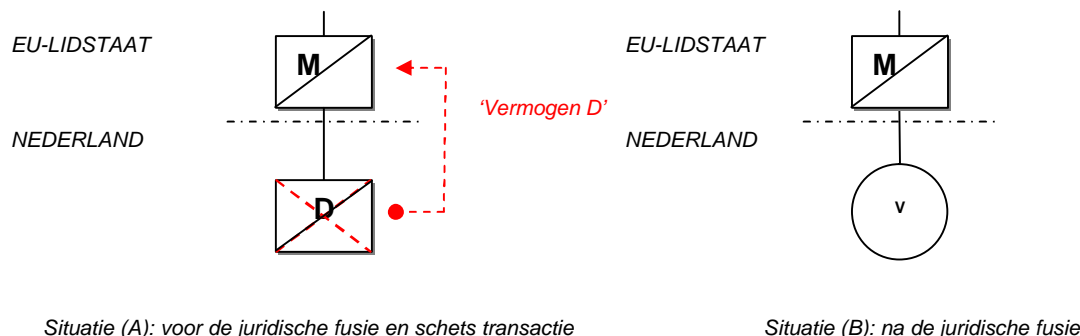 EU-LIDSTAAT
M
'Vermogen D'
NEDERLAND
D
Situatie (A): voor de juridische fusie en schets transactie
EU-LIDSTAAT
M
NEDERLAND
V
Situatie (B): na de juridische fusie